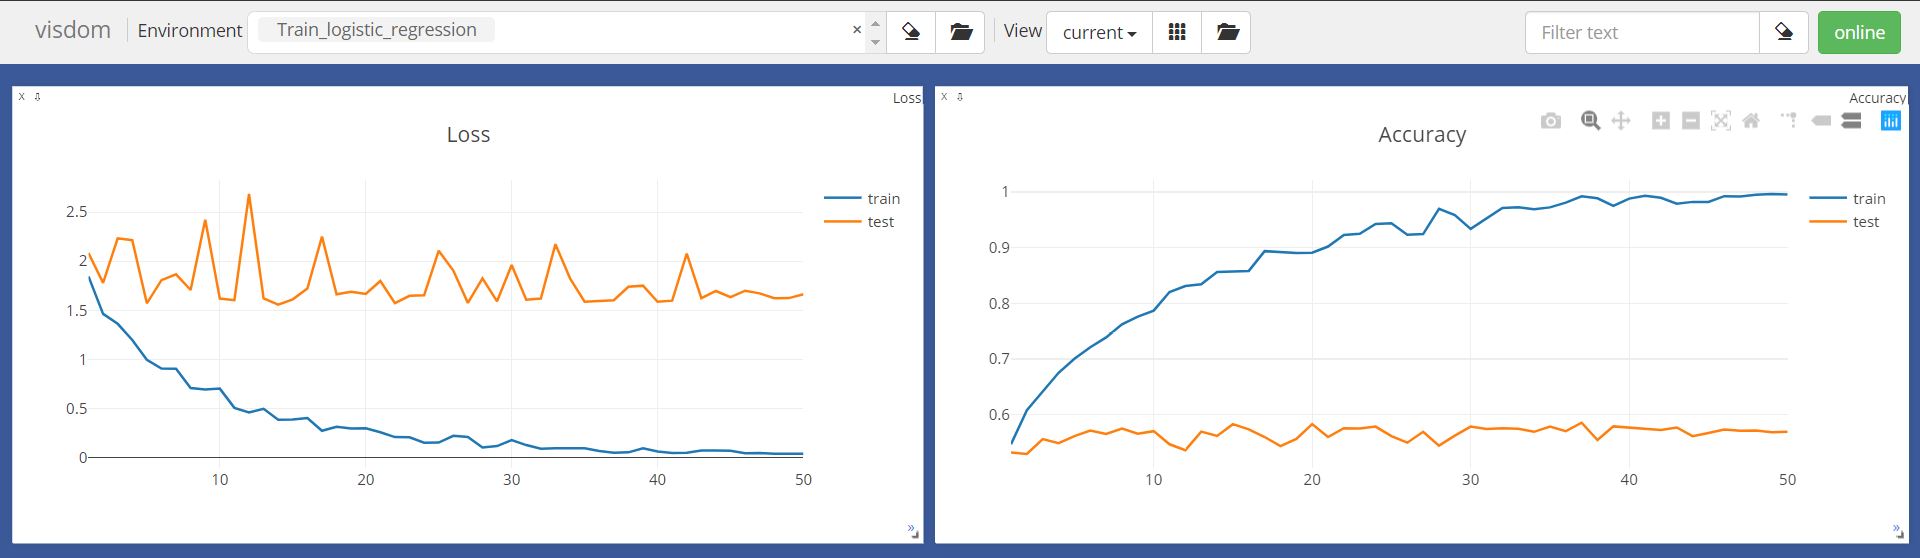 visdom Environment Train_logistic_regression × View current Filter text online
X Loss
Loss
2.5
2
1.5
1
0.5
0
10 20 30 40 50
train
test
X Accuracy
Accuracy
1
0.9
0.8
0.7
0.6
10 20 30 40 50
train
test